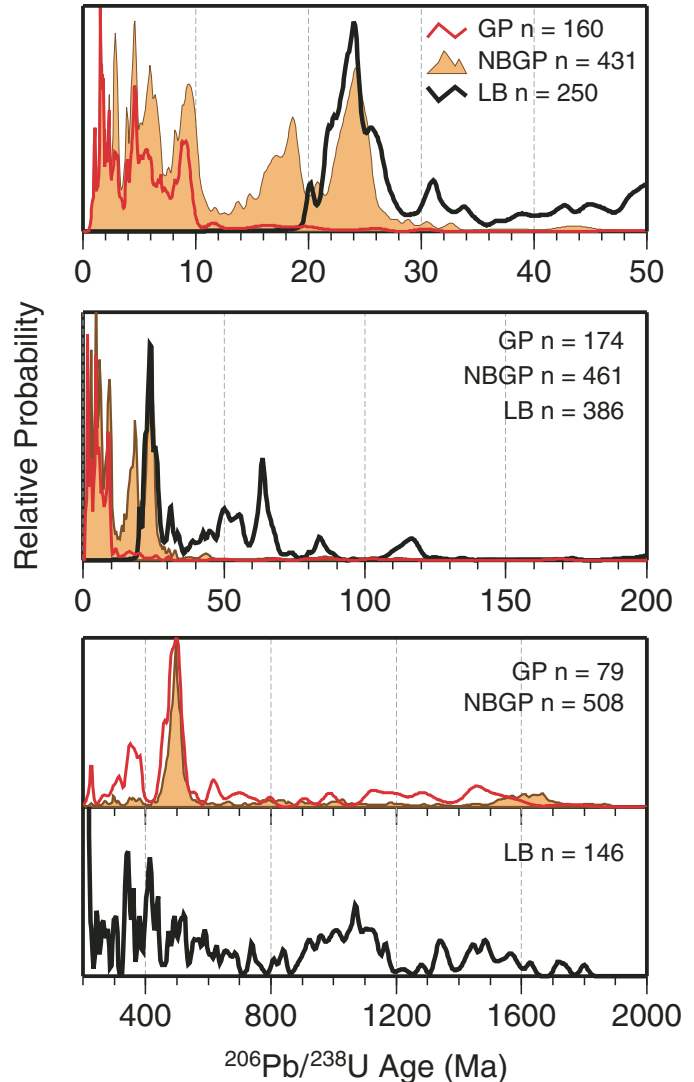 GP n = 160
NBGP n = 431
LB n = 250
0 10 20 30 40 50
Relative Probability
GP n = 174
NBGP n = 461
LB n = 386
0 50 100 150 200
GP n = 79
NBGP n = 508
LB n = 146
400 800 1200 1600 2000
²⁰⁶Pb/²³⁸U Age (Ma)